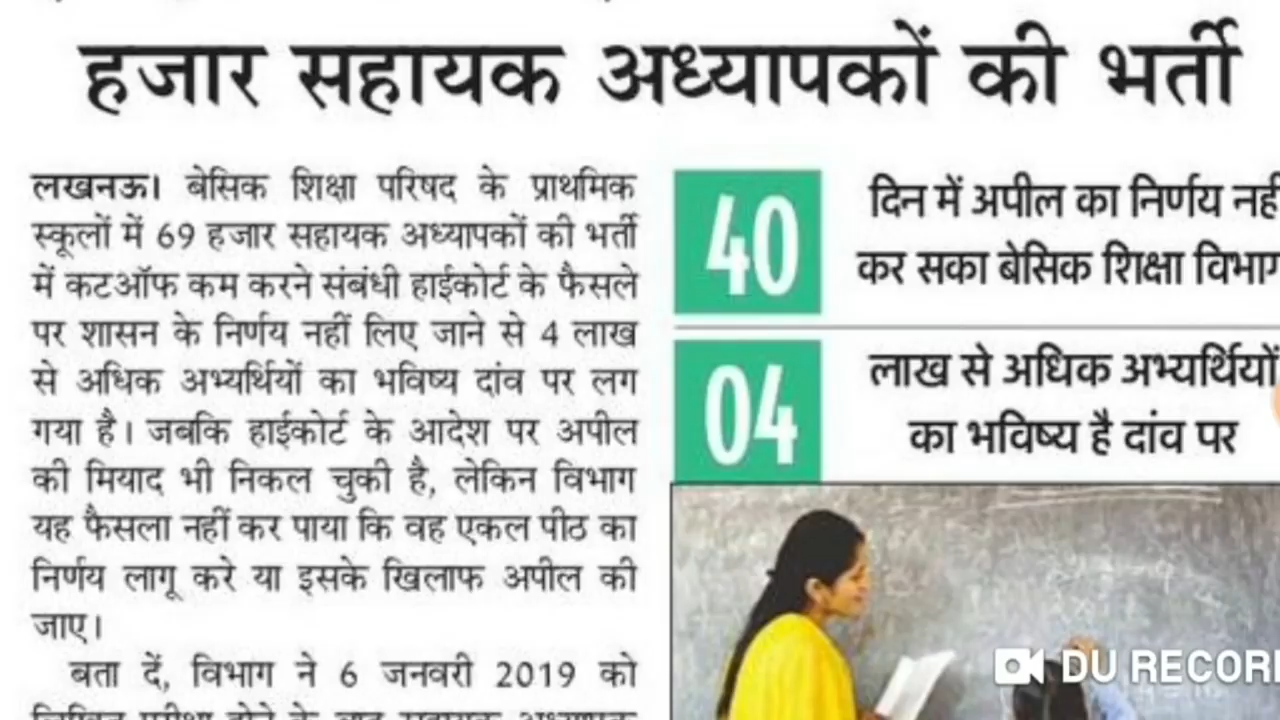 हजार सहायक अध्यापकों की भर्ती
लखनऊ। बेसिक शिक्षा परिषद के प्राथमिक
स्कूलों में 69 हजार सहायक अध्यापकों की भर्ती
में कटऑफ कम करने संबंधी हाईकोर्ट के फैसले
पर शासन के निर्णय नहीं लिए जाने से 4 लाख
से अधिक अभ्यर्थियों का भविष्य दांव पर लग
गया है। जबकि हाईकोर्ट के आदेश पर अपील
की मियाद भी निकल चुकी है, लेकिन विभाग
यह फैसला नहीं कर पाया कि वह एकल पीठ का
निर्णय लागू करे या इसके खिलाफ अपील की
जाए।
बता दें, विभाग ने 6 जनवरी 2019 को
40
दिन में अपील का निर्णय नहीं
कर सका बेसिक शिक्षा विभाग
04
लाख से अधिक अभ्यर्थियों
का भविष्य है दांव पर
DU RECOR